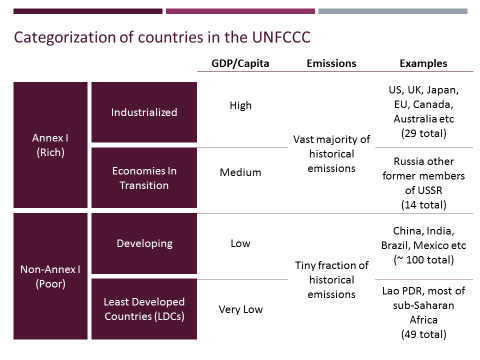 Categorization of countries in the UNFCCC
GDP/Capita
Emissions
Examples
Annex I
(Rich)
Industrialized
High
Vast majority of
historical
emissions
US, UK, Japan,
EU, Canada,
Australia etc
(29 total)
Economies In
Transition
Medium
Russia other
former members
of USSR
(14 total)
Non-Annex I
(Poor)
Developing
Low
Tiny fraction of
historical
emissions
China, India,
Brazil, Mexico etc
(~ 100 total)
Least Developed
Countries (LDCs)
Very Low
Lao PDR, most of
sub-Saharan
Africa
(49 total)